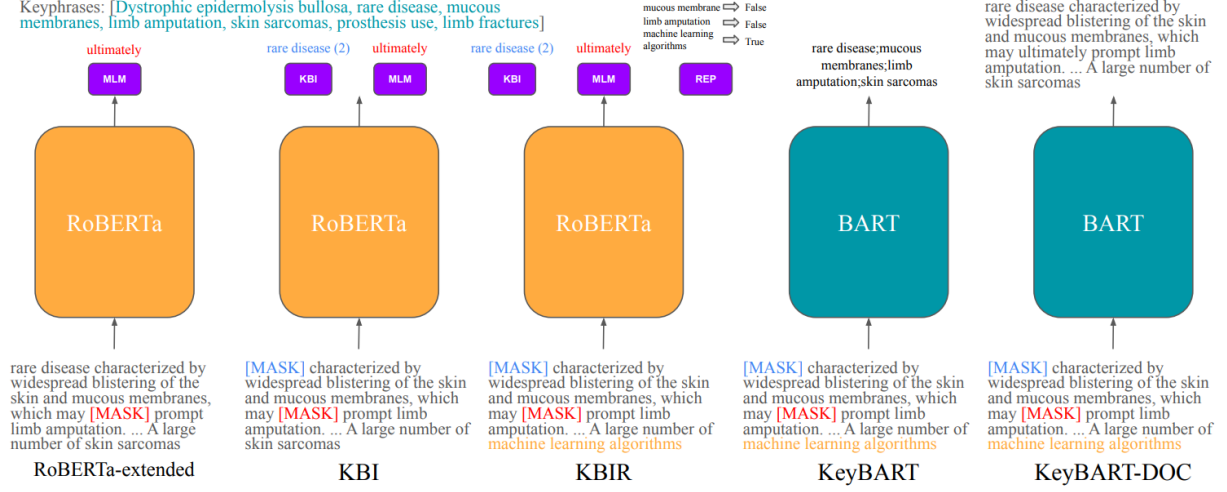 Keyphrases: [Dystrophic epidermolysis bullosa, rare disease, mucous
membranes, limb amputation, skin sarcomas, prosthesis use, limb fractures]
ultimately
MLM
RoBERTa
rare disease characterized by
widespread blistering of the
skin and mucous membranes,
which may [MASK] prompt
limb amputation. ... A large
number of skin sarcomas
RoBERTa-extended
rare disease (2)
ultimately
KBI
MLM
RoBERTa
[MASK] characterized by
widespread blistering of the skin
and mucous membranes, which
may [MASK] prompt limb
amputation. ... A large number of
skin sarcomas
KBI
rare disease (2)
ultimately
mucous membrane False
limb amputation False
machine learning
algorithms True
KBI
MLM
REP
RoBERTa
[MASK] characterized by
widespread blistering of the skin
and mucous membranes, which
may [MASK] prompt limb
amputation. ... A large number of
machine learning algorithms
KBIR
rare disease;mucous
membranes;limb
amputation;skin sarcomas
BART
[MASK] characterized by
widespread blistering of the skin
and mucous membranes, which
may [MASK] prompt limb
amputation. ... A large number of
machine learning algorithms
KeyBART
rare disease characterized by
widespread blistering of the skin
and mucous membranes, which
may ultimately prompt limb
amputation. ... A large number of
skin sarcomas
BART
[MASK] characterized by
widespread blistering of the skin
and mucous membranes, which
may [MASK] prompt limb
amputation. ... A large number of
machine learning algorithms
KeyBART-DOC